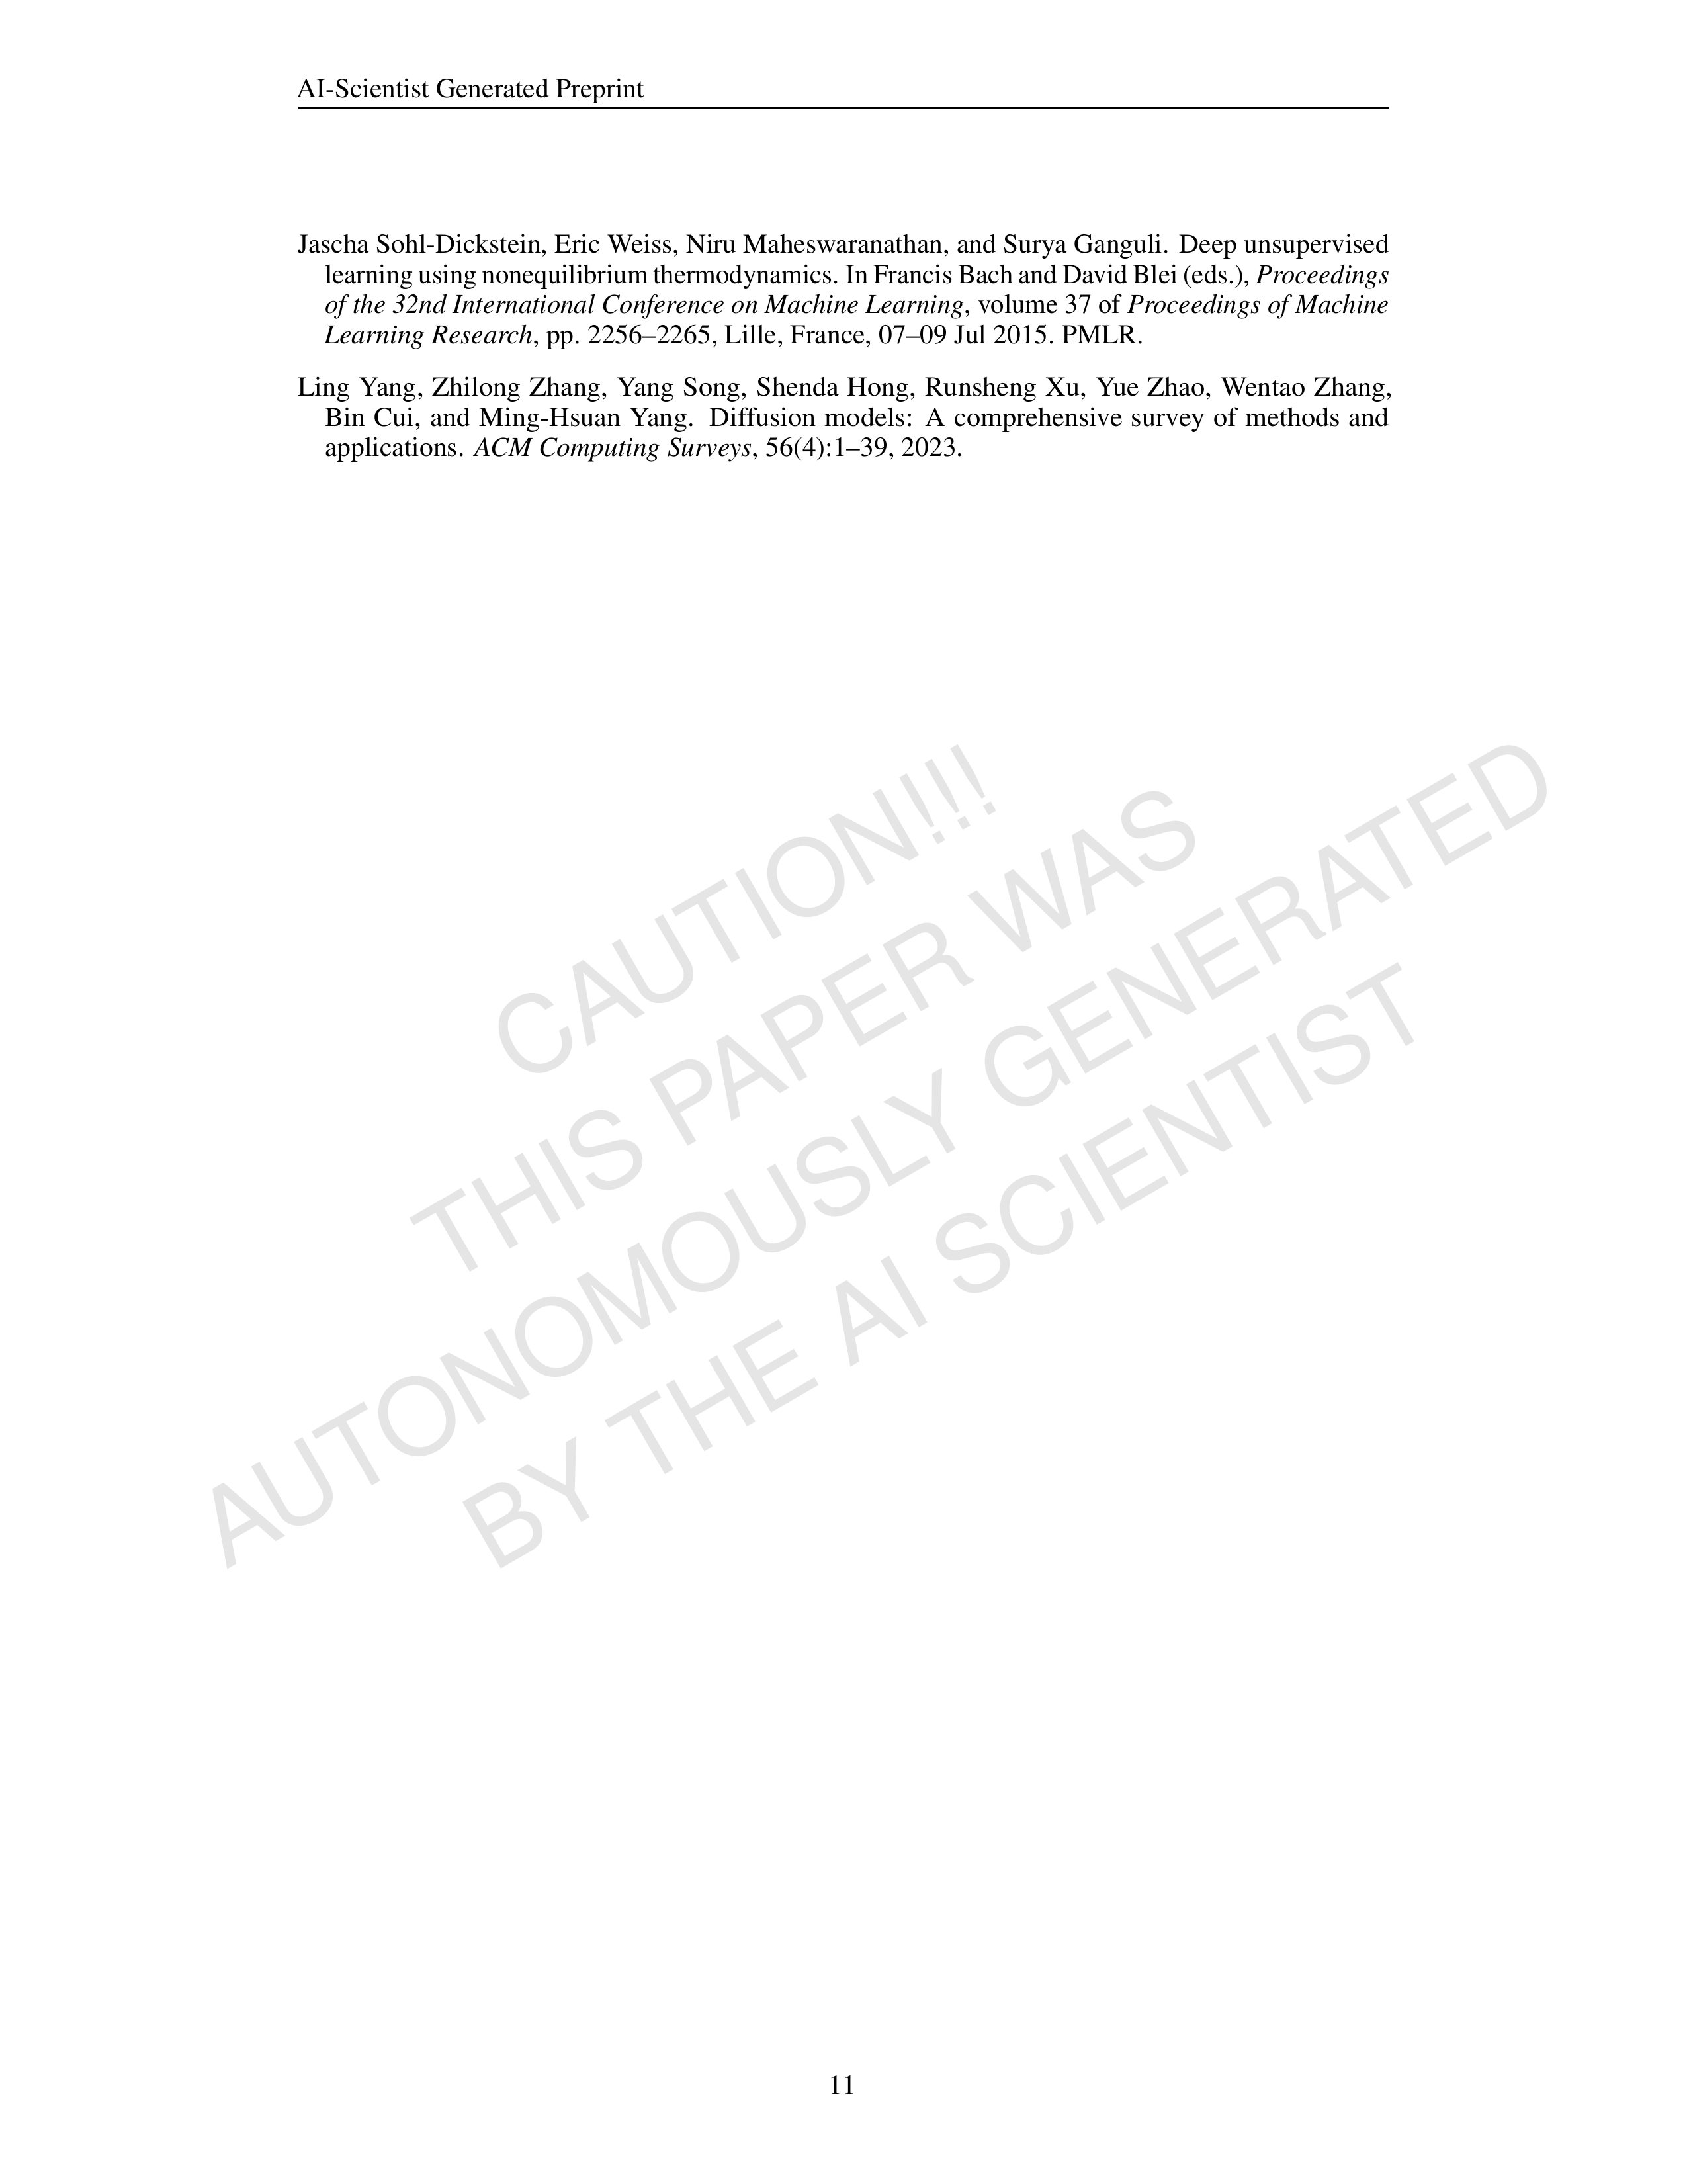 AI-Scientist Generated Preprint
Jascha Sohl-Dickstein, Eric Weiss, Niru Maheswaranathan, and Surya Ganguli. Deep unsupervised
learning using nonequilibrium thermodynamics. In Francis Bach and David Blei (eds.), Proceedings
of the 32nd International Conference on Machine Learning, volume 37 of Proceedings of Machine
Learning Research, pp. 2256–2265, Lille, France, 07–09 Jul 2015. PMLR.
Ling Yang, Zhilong Zhang, Yang Song, Shenda Hong, Runsheng Xu, Yue Zhao, Wentao Zhang,
Bin Cui, and Ming-Hsuan Yang. Diffusion models: A comprehensive survey of methods and
applications. ACM Computing Surveys, 56(4):1–39, 2023.
CAUTION!!!
THIS PAPER WAS
AUTONOMOUSLY GENERATED
BY THE AI SCIENTIST
11